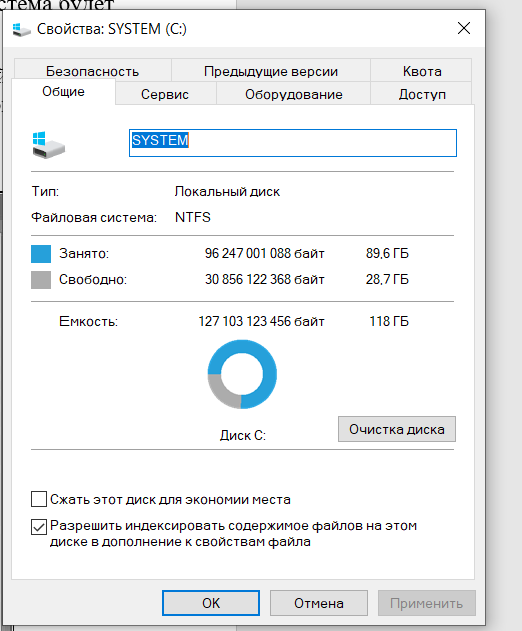 стема будет
Свойства: SYSTEM (C:)
Безопасность Предыдущие версии Квота
Общие Сервис Оборудование Доступ
SYSTEM
Тип: Локальный диск
Файловая система: NTFS
Занято: 96 247 001 088 байт 89,6 ГБ
Свободно: 30 856 122 368 байт 28,7 ГБ
Емкость: 127 103 123 456 байт 118 ГБ
Диск C:
Очистка диска
Сжать этот диск для экономии места
Разрешить индексировать содержимое файлов на этом
диске в дополнение к свойствам файла
OK Отмена Применить